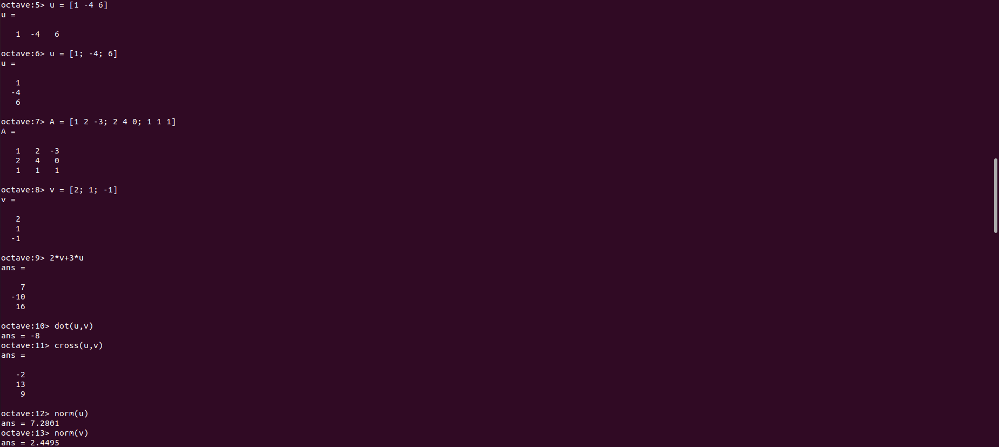 octave:5> u = [1 -4 6]
u =
1 -4 6
octave:6> u = [1; -4; 6]
u =
1
-4
6
octave:7> A = [1 2 -3; 2 4 0; 1 1 1]
A =
1 2 -3
2 4 0
1 1 1
octave:8> v = [2; 1; -1]
v =
2
1
-1
octave:9> 2*v+3*u
ans =
7
-10
16
octave:10> dot(u,v)
ans = -8
octave:11> cross(u,v)
ans =
-2
13
9
octave:12> norm(u)
ans = 7.2801
octave:13> norm(v)
ans = 2.4495